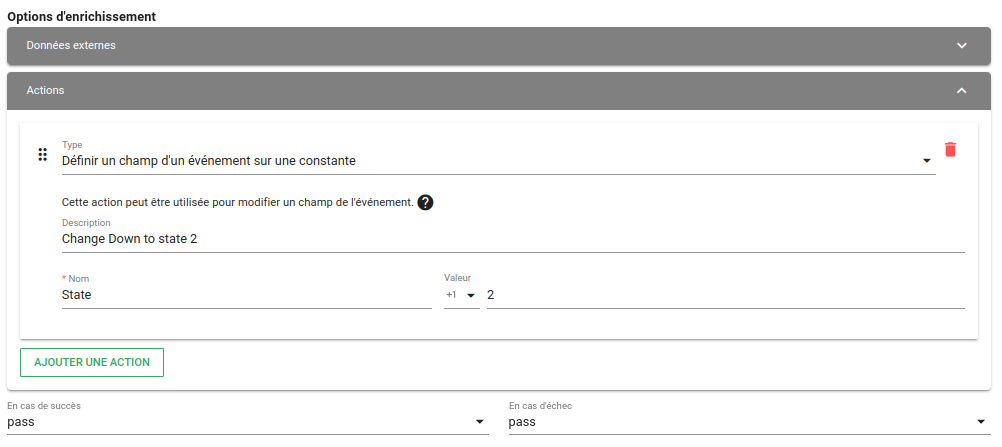 Options d'enrichissement
Données externes
Actions
Type
Définir un champ d'un événement sur une constante
Cette action peut être utilisée pour modifier un champ de l'événement. ?
Description
Change Down to state 2
* Nom
State
Valeur
+1
2
AJOUTER UNE ACTION
En cas de succès
pass
En cas d'échec
pass